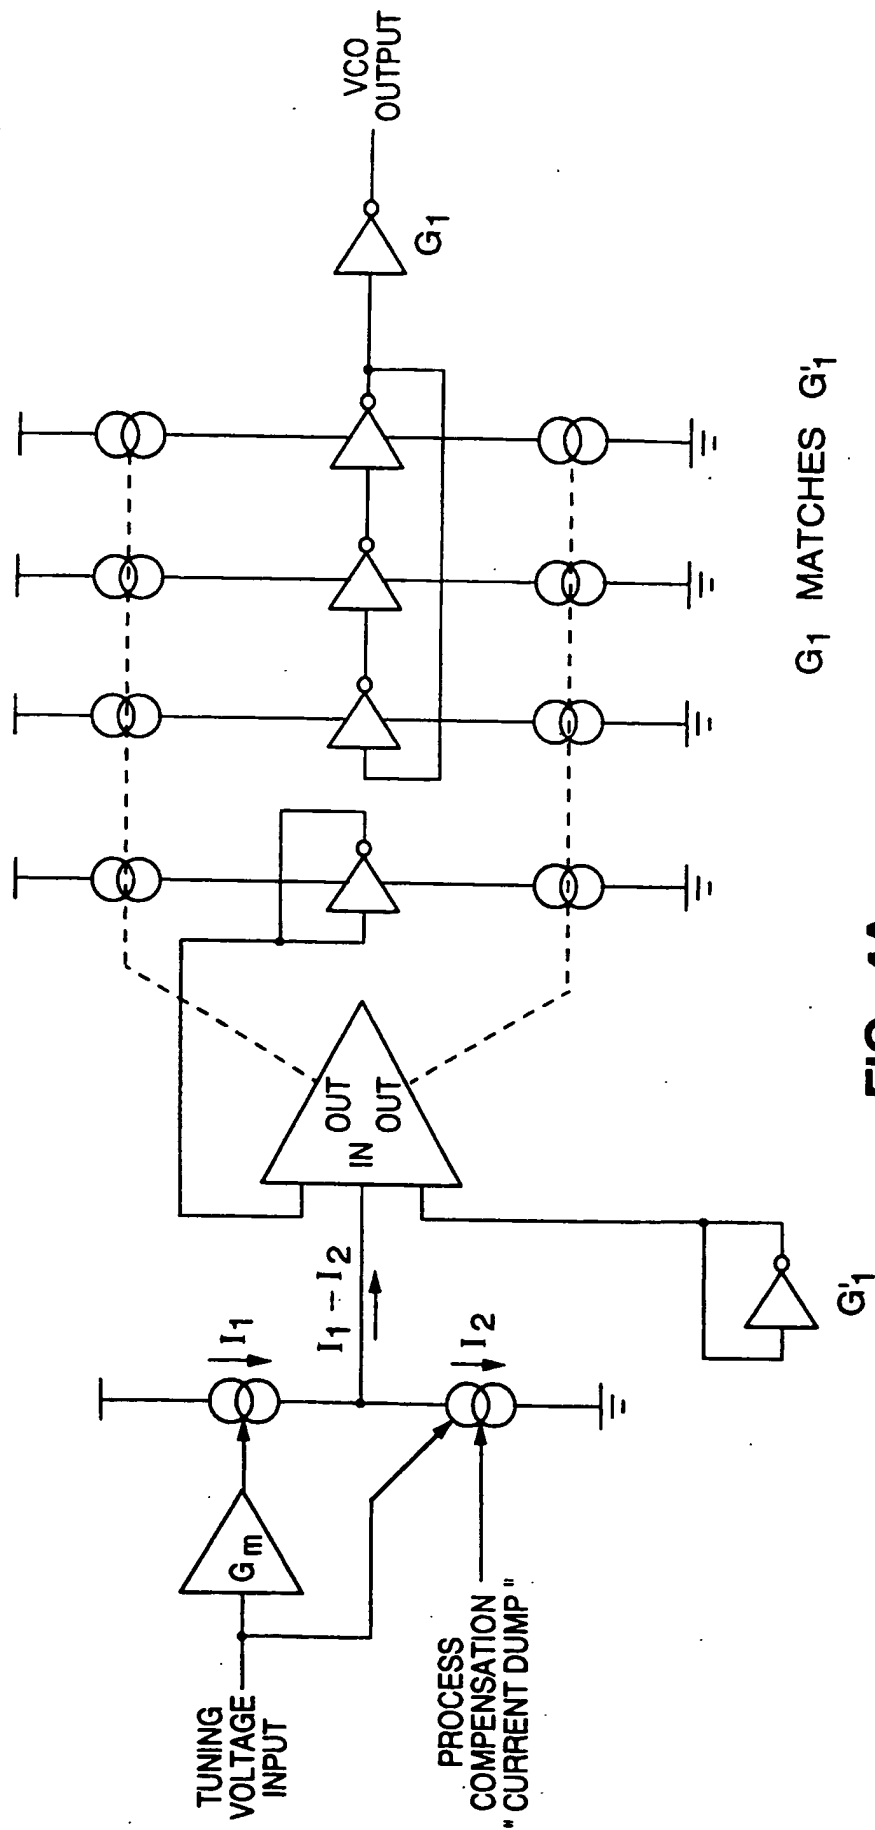 TUNING
VOLTAGE
INPUT
Gm
I1
I1 – I2
I2
PROCESS
COMPENSATION
"CURRENT DUMP"
IN
OUT
OUT
G'1
VCO
OUTPUT
G1
G1 MATCHES G'1